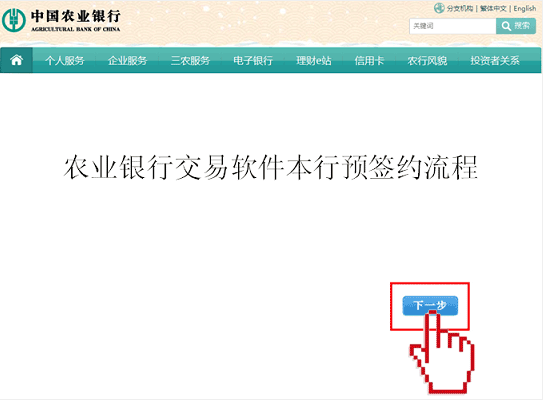 中国农业银行
AGRICULTURAL BANK OF CHINA
分支机构 | 繁体中文 | English
关键词 搜索
个人服务 企业服务 三农服务 电子银行 理财e站 信用卡 农行风貌 投资者关系
农业银行交易软件本行预签约流程
下一步